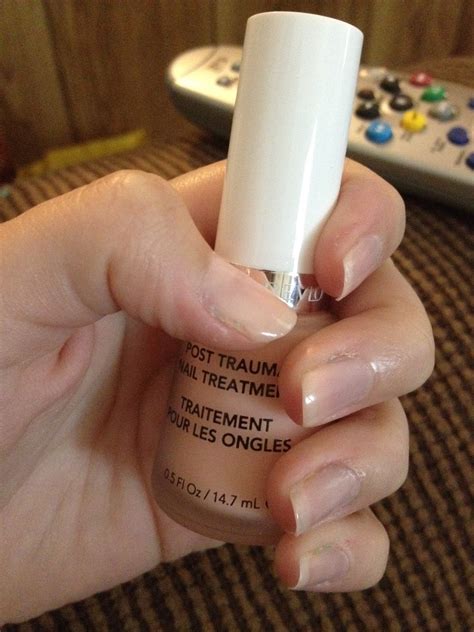 POST TRAUMA
NAIL TREATMEN
TRAITEMENT
POUR LES ONGLES
0.5 Fl Oz / 14.7 mL